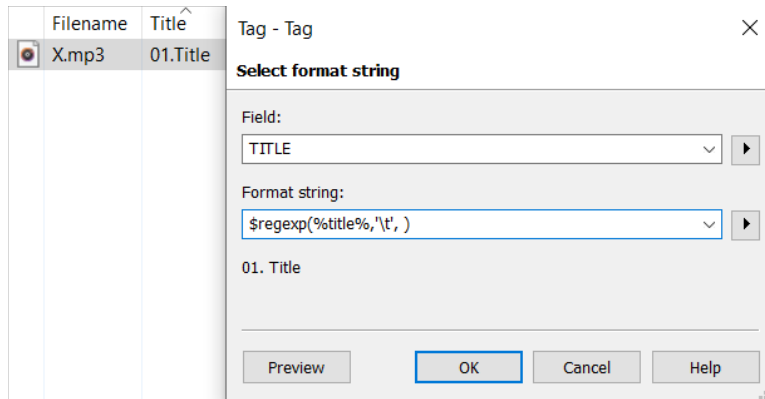 Filename Title
X.mp3 01.Title
Tag - Tag
Select format string
Field:
TITLE
Format string:
$regexp(%title%,'\t', )
01. Title
Preview OK Cancel Help